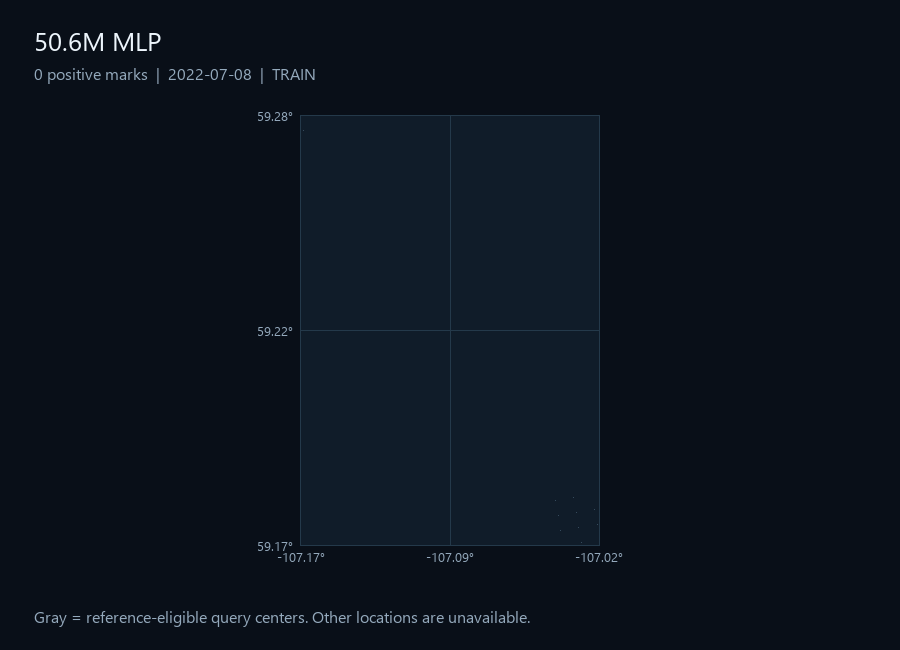 50.6M MLP
0 positive marks | 2022-07-08 | TRAIN
59.28°
59.22°
59.17°
-107.17°
-107.09°
-107.02°
Gray = reference-eligible query centers. Other locations are unavailable.